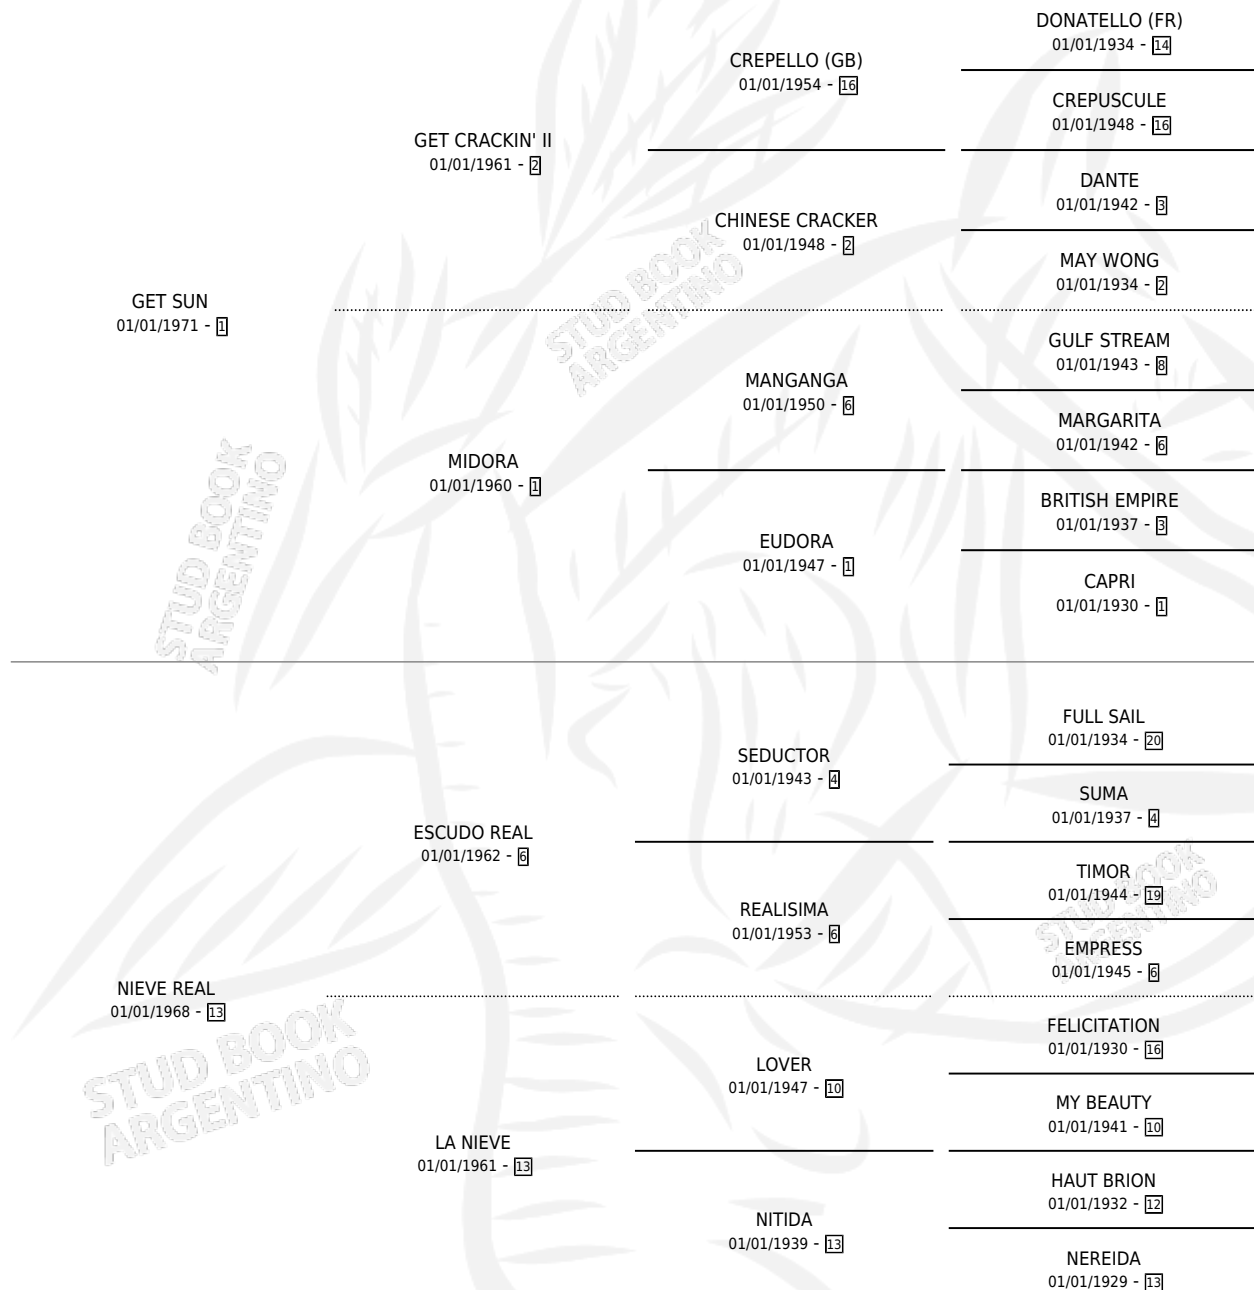 DONATELLO (FR)
01/01/1934 - 14
CREPELLO (GB)
01/01/1954 - 16
CREPUSCULE
01/01/1948 - 16
GET CRACKIN' II
01/01/1961 - 2
DANTE
01/01/1942 - 3
CHINESE CRACKER
01/01/1948 - 2
MAY WONG
01/01/1934 - 2
GET SUN
01/01/1971 - 1
GULF STREAM
01/01/1943 - 8
MANGANGA
01/01/1950 - 6
MARGARITA
01/01/1942 - 6
MIDORA
01/01/1960 - 1
BRITISH EMPIRE
01/01/1937 - 3
EUDORA
01/01/1947 - 1
CAPRI
01/01/1930 - 1
STUD BOOK
ARGENTINO
STUD BOOK
ARGENTINO
FULL SAIL
01/01/1934 - 20
SEDUCTOR
01/01/1943 - 4
SUMA
01/01/1937 - 4
ESCUDO REAL
01/01/1962 - 6
TIMOR
01/01/1944 - 19
REALISIMA
01/01/1953 - 6
EMPRESS
01/01/1945 - 6
NIEVE REAL
01/01/1968 - 13
FELICITATION
01/01/1930 - 16
LOVER
01/01/1947 - 10
MY BEAUTY
01/01/1941 - 10
LA NIEVE
01/01/1961 - 13
HAUT BRION
01/01/1932 - 12
NITIDA
01/01/1939 - 13
NEREIDA
01/01/1929 - 13
STUD BOOK
ARGENTINO
STUD BOOK
ARGENTINO